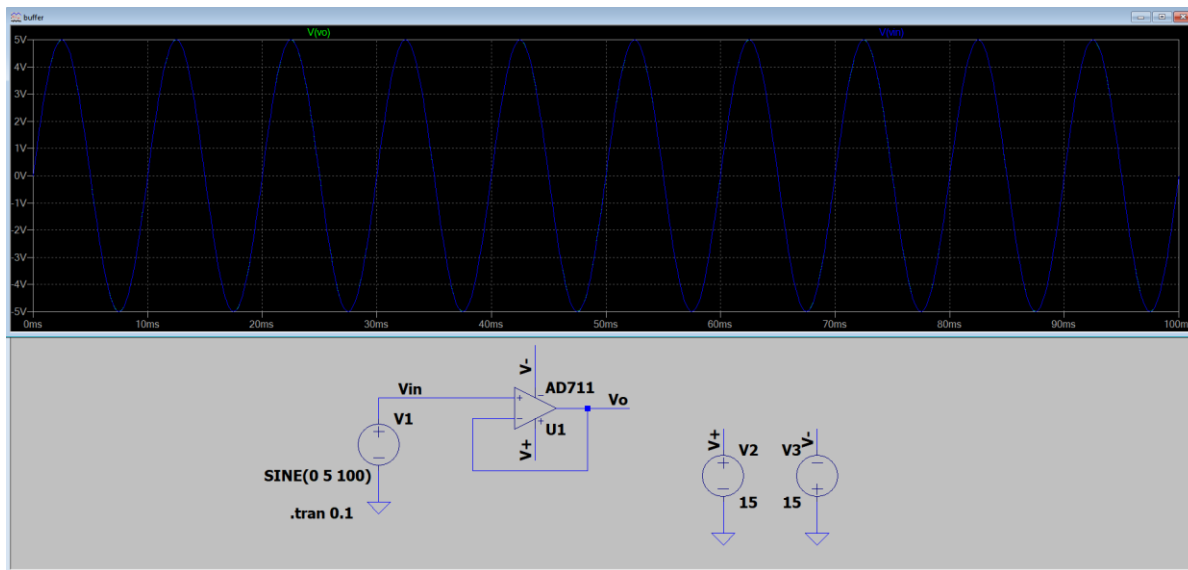 buffer
V(vo) V(vin)
5V
4V
3V
2V
1V
0V
-1V
-2V
-3V
-4V
-5V
0ms 10ms 20ms 30ms 40ms 50ms 60ms 70ms 80ms 90ms 100m
V-
AD711
Vin
Vo
V1
U1
V+
SINE(0 5 100)
.tran 0.1
V+ V-
V2 V3
15 15